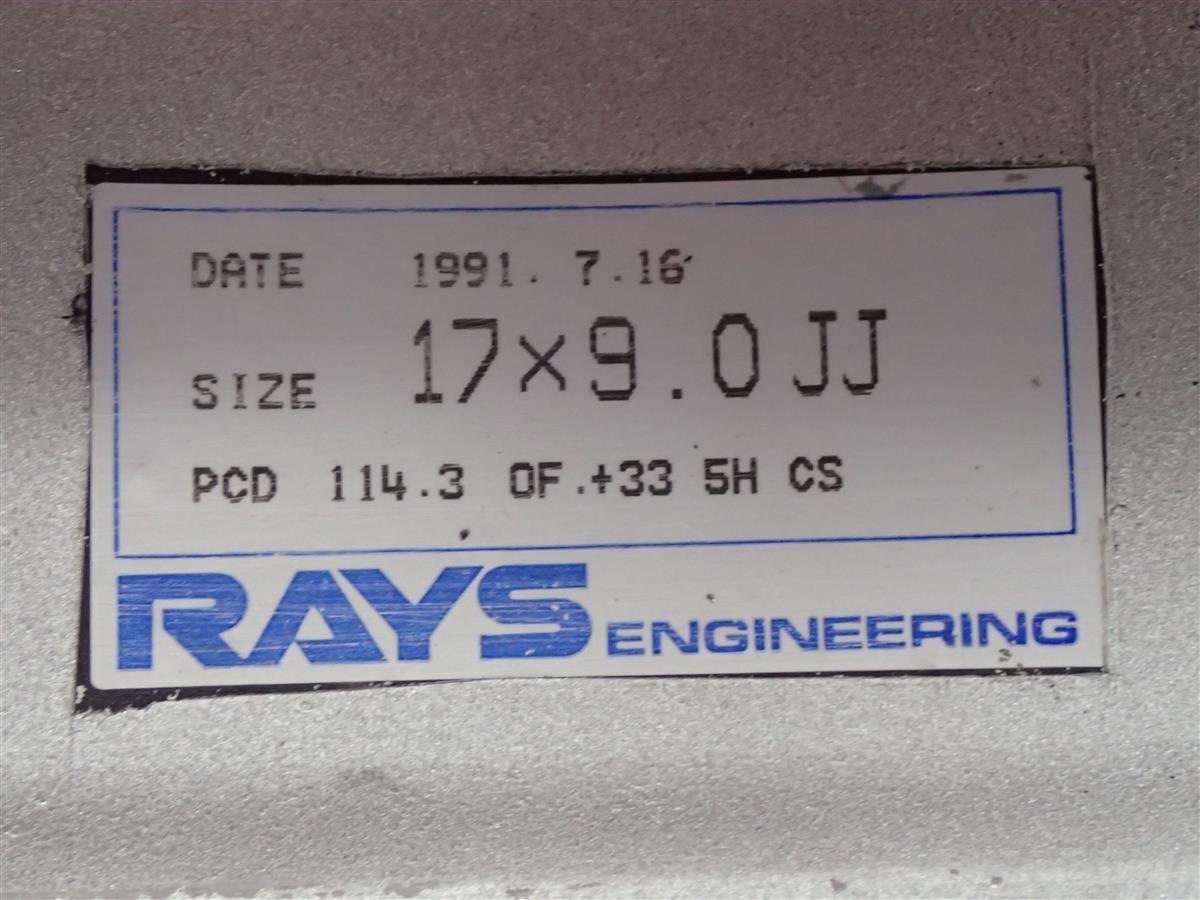 DATE 1991. 7.16
SIZE 17×9.0JJ
PCD 114.3 OF.+33 5H CS
RAYS ENGINEERING